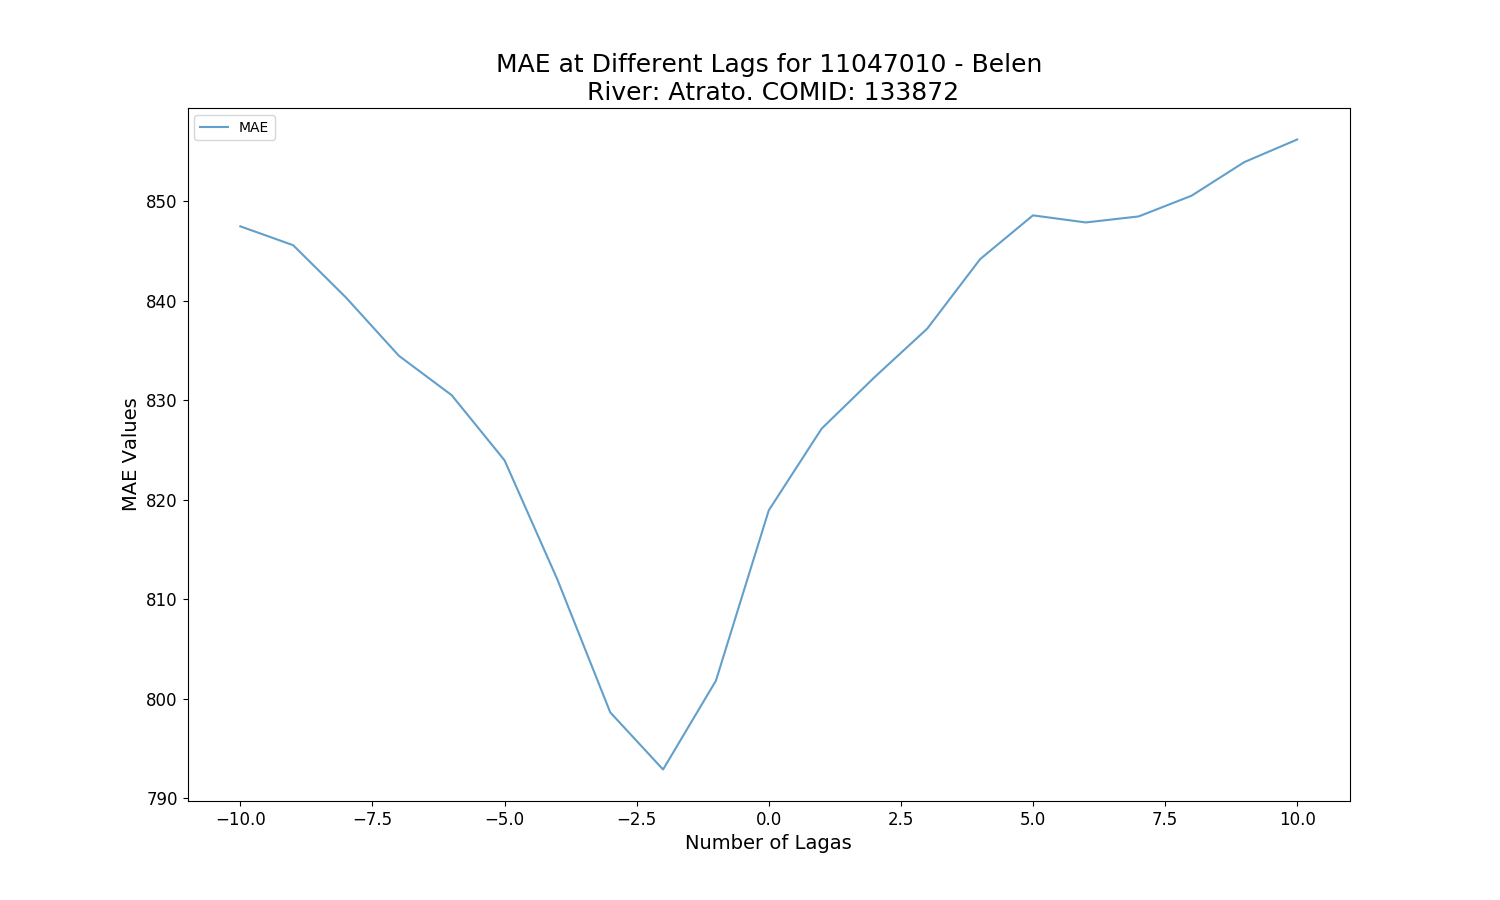 MAE at Different Lags for 11047010 - Belen
River: Atrato. COMID: 133872
MAE
850
840
830
820
810
800
790
MAE Values
−10.0 −7.5 −5.0 −2.5 0.0 2.5 5.0 7.5 10.0
Number of Lagas